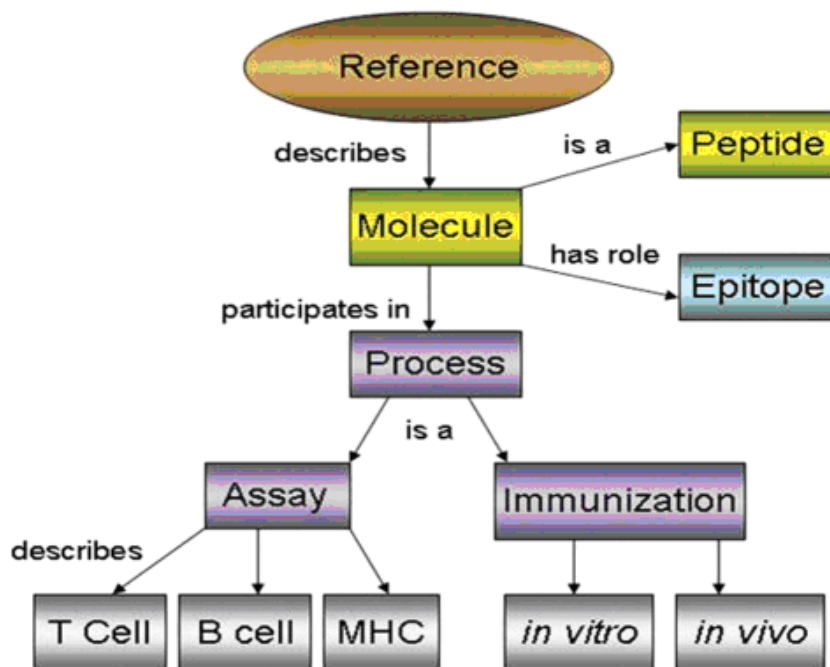 Reference
describes
is a
Peptide
Molecule
has role
Epitope
participates in
Process
is a
Assay
Immunization
describes
T Cell
B cell
MHC
in vitro
in vivo